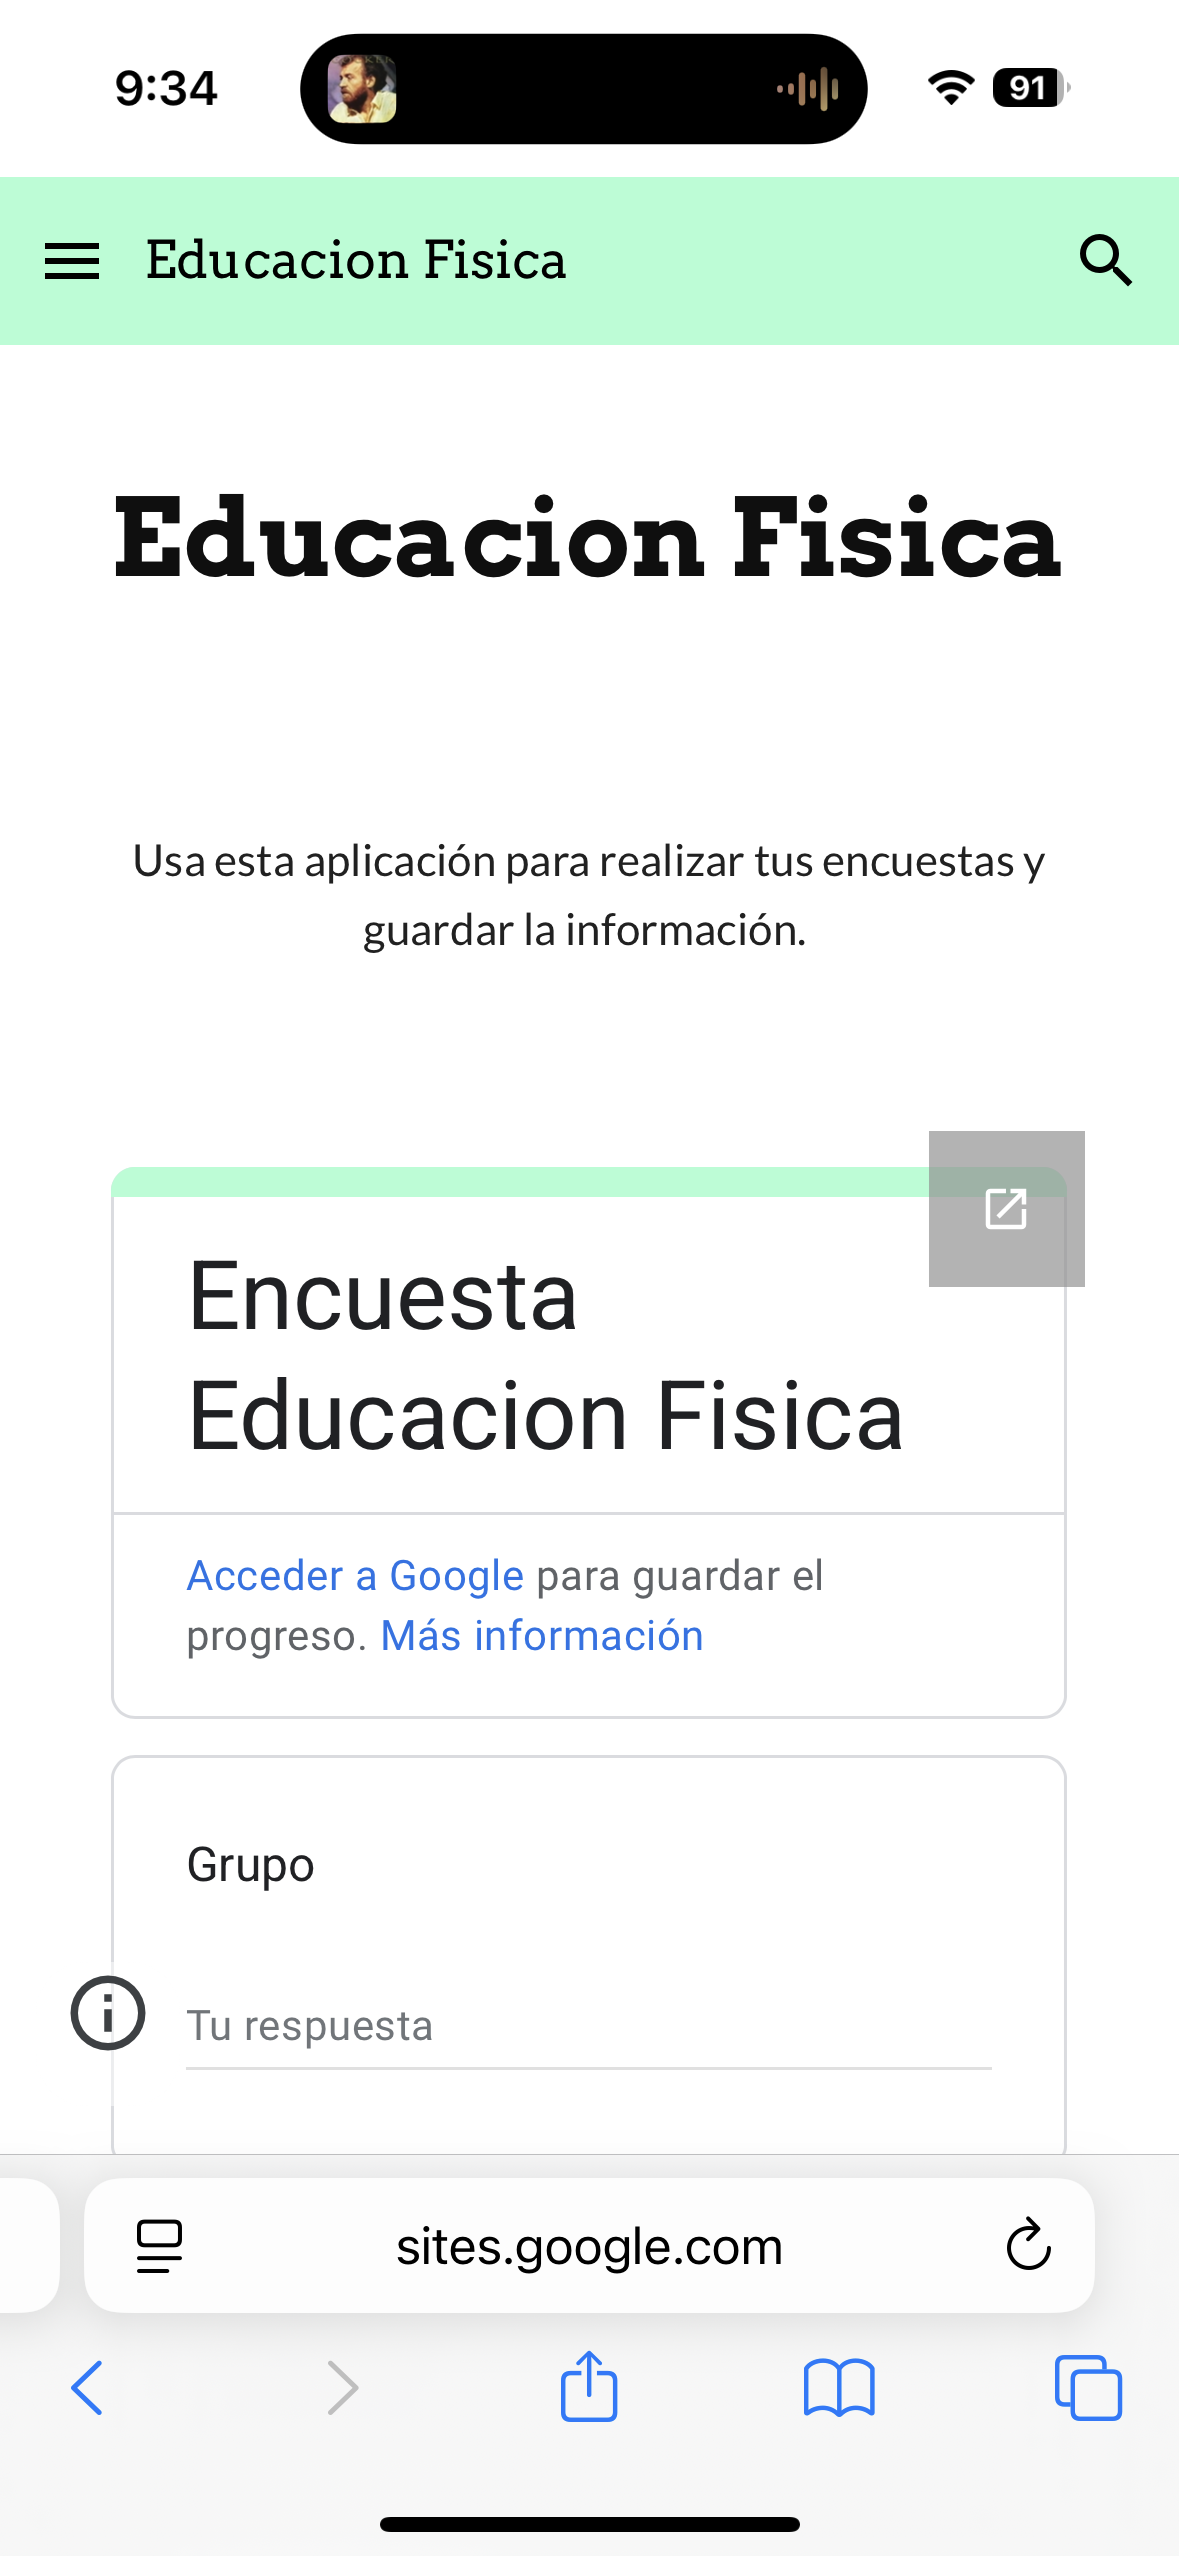 9:34
91
Educacion Fisica
Educacion Fisica
Usa esta aplicación para realizar tus encuestas y
guardar la información.
Encuesta
Educacion Fisica
Acceder a Google para guardar el
progreso. Más información
Grupo
Tu respuesta
sites.google.com